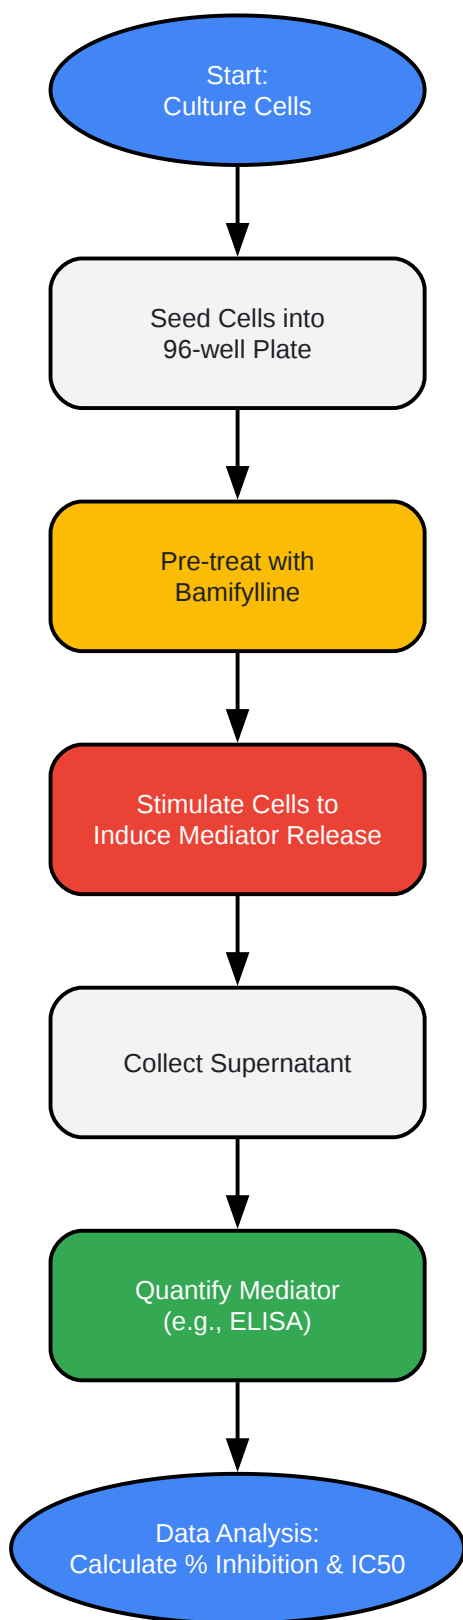 Start:
Culture Cells
Seed Cells into
96-well Plate
Pre-treat with
Bamifylline
Stimulate Cells to
Induce Mediator Release
Collect Supernatant
Quantify Mediator
(e.g., ELISA)
Data Analysis:
Calculate % Inhibition & IC50